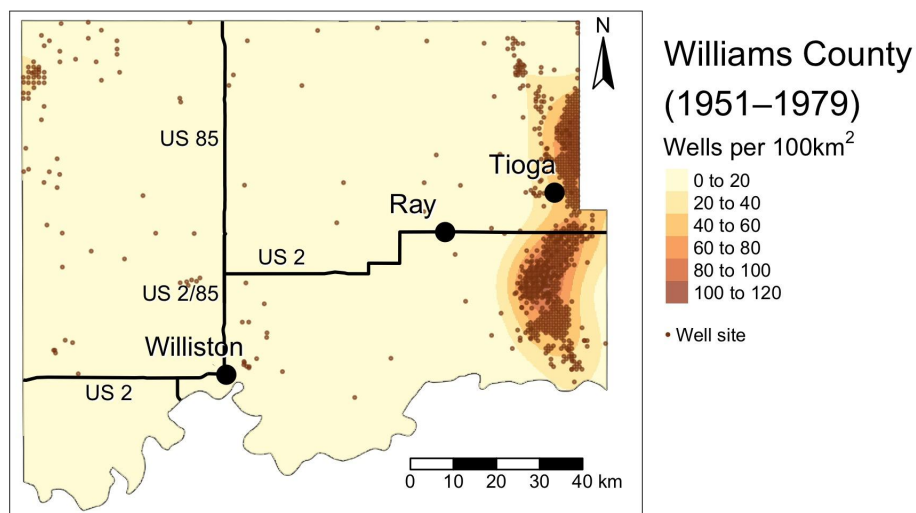 N
Williams County
(1951–1979)
Wells per 100km²
0 to 20
20 to 40
40 to 60
60 to 80
80 to 100
100 to 120
Well site
US 85
Tioga
Ray
US 2
US 2/85
Williston
US 2
0 10 20 30 40 km